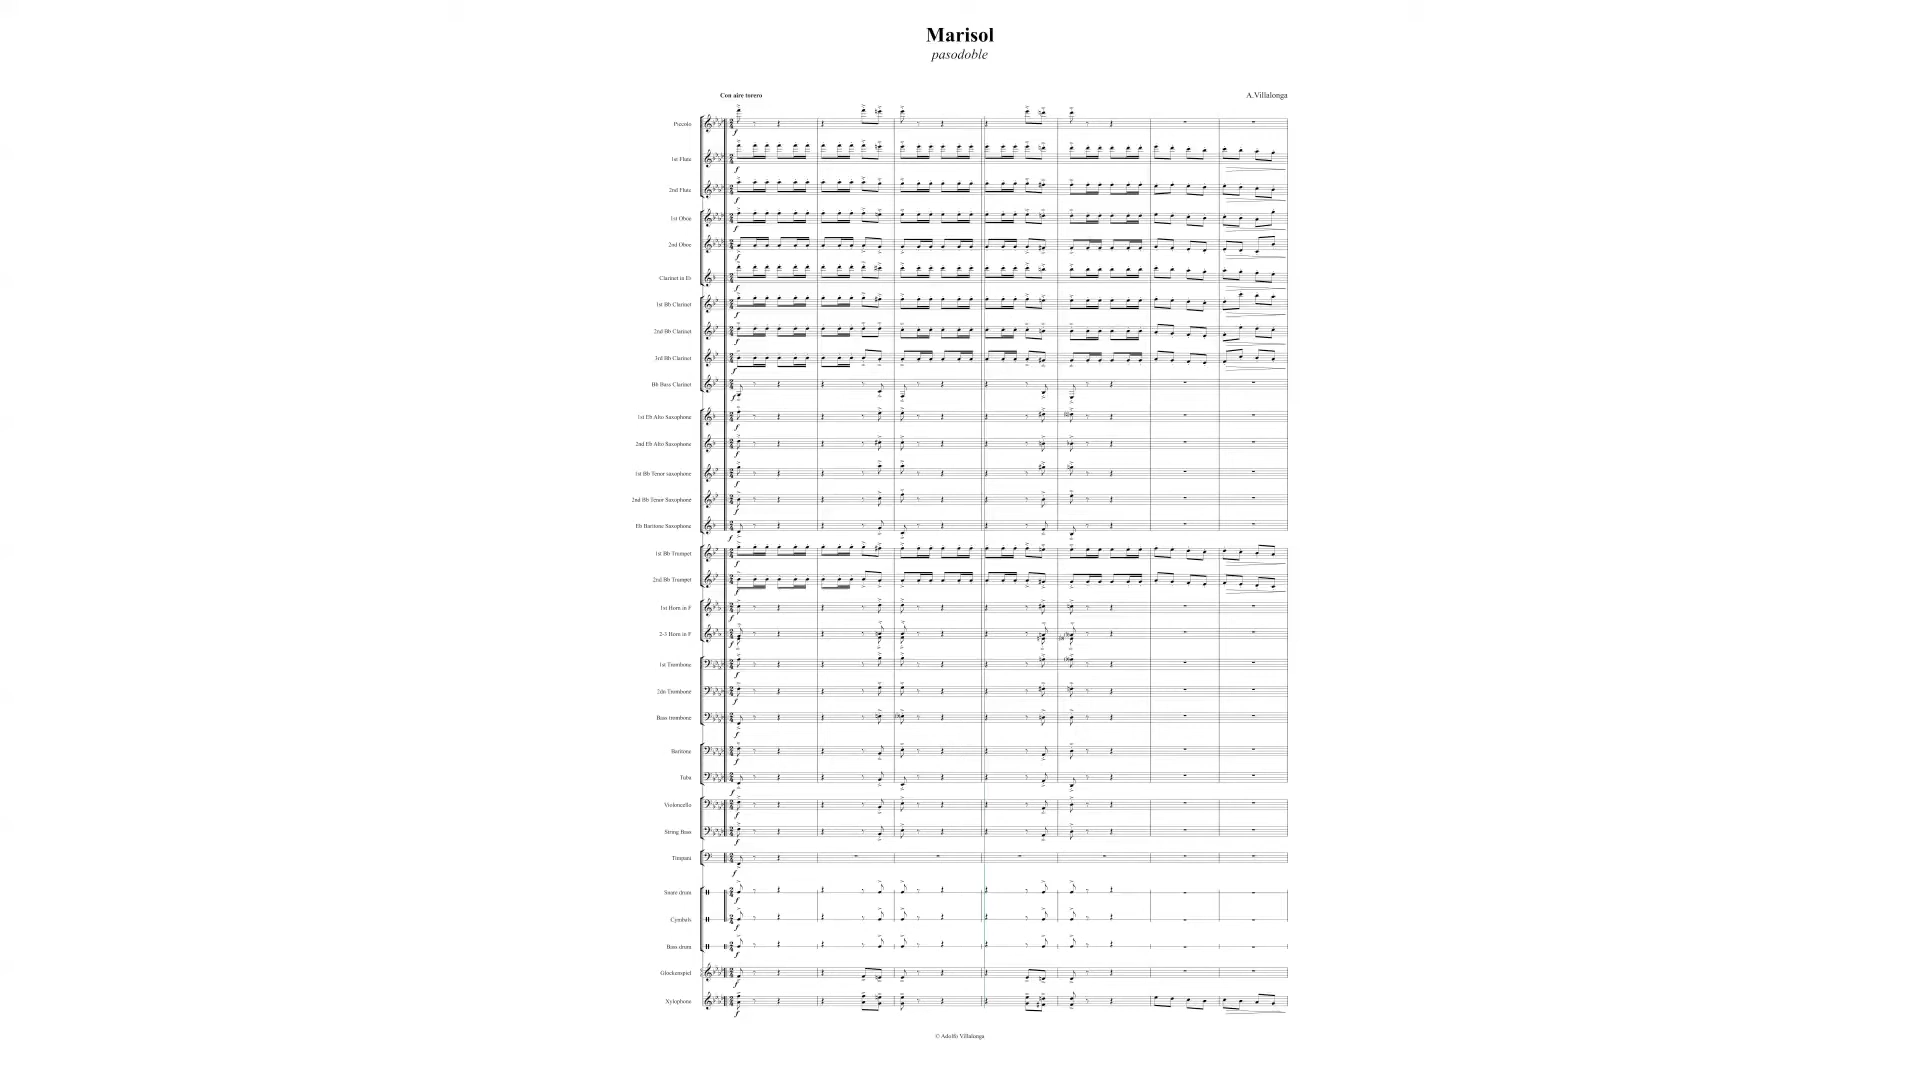 Marisol
pasodoble
Con aire torero
A.Villalonga
Piccolo
1st Flute
2nd Flute
1st Oboe
2nd Oboe
Clarinet in Eb
1st Bb Clarinet
2nd Bb Clarinet
3rd Bb Clarinet
Bb Bass Clarinet
1st Eb Alto Saxophone
2nd Eb Alto Saxophone
1st Bb Tenor saxophone
2nd Bb Tenor Saxophone
Eb Baritone Saxophone
1st Bb Trumpet
2nd Bb Trumpet
1st Horn in F
2-3 Horn in F
1st Trombone
2dn Trombone
Bass trombone
Baritone
Tuba
Violoncello
String Bass
Timpani
Snare drum
Cymbals
Bass drum
Glockenspiel
Xylophone
© Adolfo Villalonga